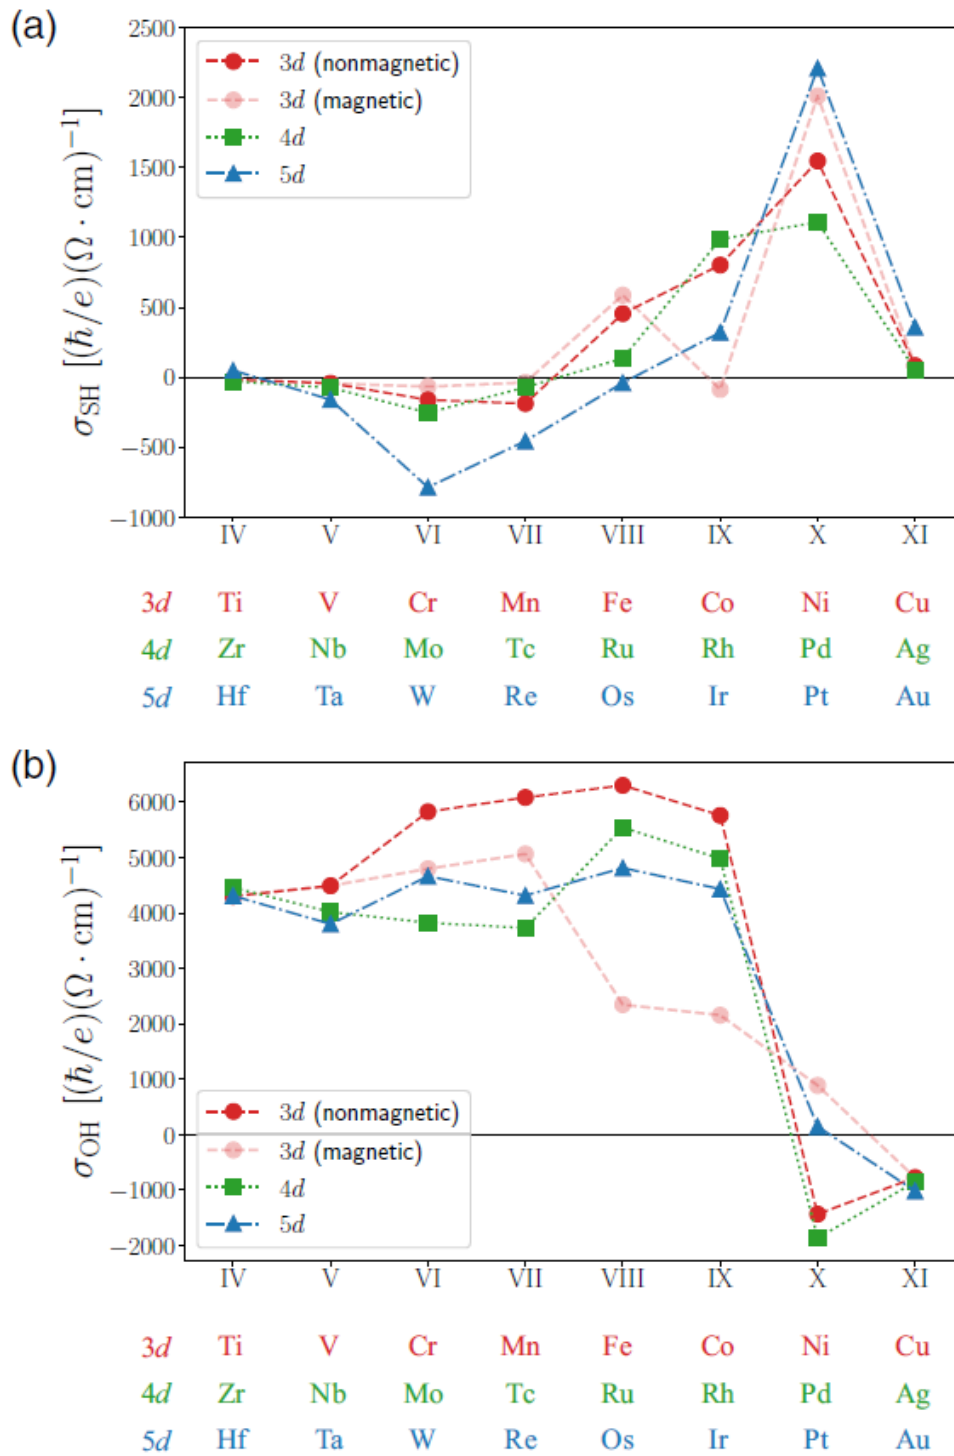 (a)
2500
2000
1500
1000
500
0
−500
−1000
σ_SH [(ħ/e)(Ω · cm)^−1]
3d (nonmagnetic)
3d (magnetic)
4d
5d
IV V VI VII VIII IX X XI
3d Ti V Cr Mn Fe Co Ni Cu
4d Zr Nb Mo Tc Ru Rh Pd Ag
5d Hf Ta W Re Os Ir Pt Au
(b)
6000
5000
4000
3000
2000
1000
0
−1000
−2000
σ_OH [(ħ/e)(Ω · cm)^−1]
3d (nonmagnetic)
3d (magnetic)
4d
5d
IV V VI VII VIII IX X XI
3d Ti V Cr Mn Fe Co Ni Cu
4d Zr Nb Mo Tc Ru Rh Pd Ag
5d Hf Ta W Re Os Ir Pt Au